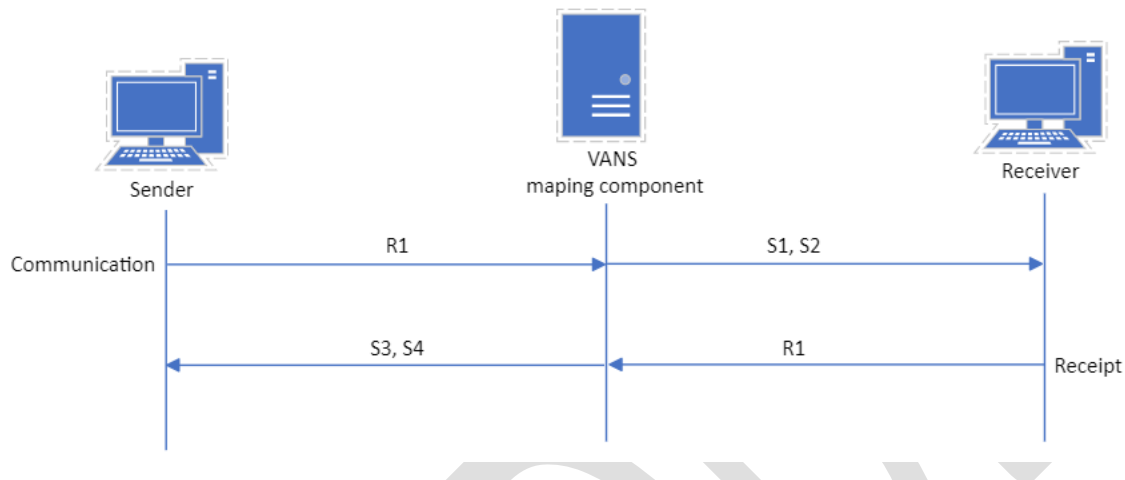 VANS
maping component
Sender
Receiver
Communication
R1
S1, S2
S3, S4
R1
Receipt